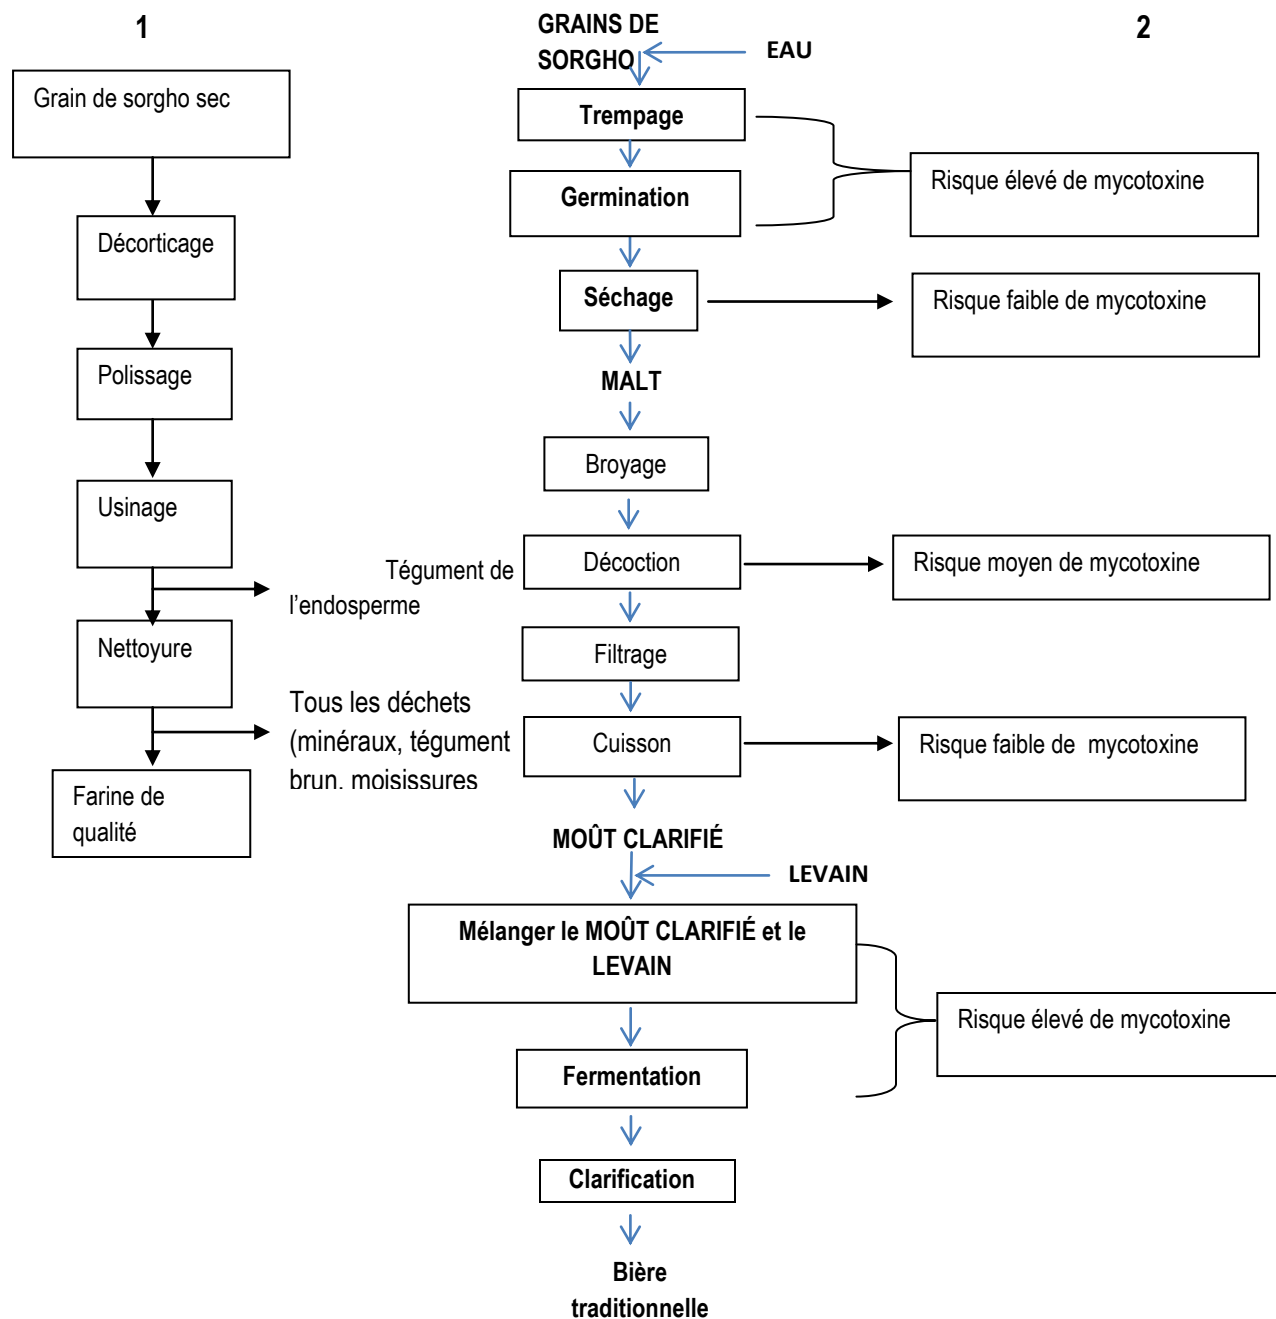 1
Grain de sorgho sec
Décorticage
Polissage
Usinage
Tégument de
l’endosperme
Nettoyure
Tous les déchets
(minéraux, tégument
brun, moisissures
Farine de
qualité
2
GRAINS DE
SORGHO
EAU
Trempage
Germination
Risque élevé de mycotoxine
Séchage
Risque faible de mycotoxine
MALT
Broyage
Décoction
Risque moyen de mycotoxine
Filtrage
Cuisson
Risque faible de mycotoxine
MOÛT CLARIFIÉ
LEVAIN
Mélanger le MOÛT CLARIFIÉ et le
LEVAIN
Fermentation
Risque élevé de mycotoxine
Clarification
Bière
traditionnelle